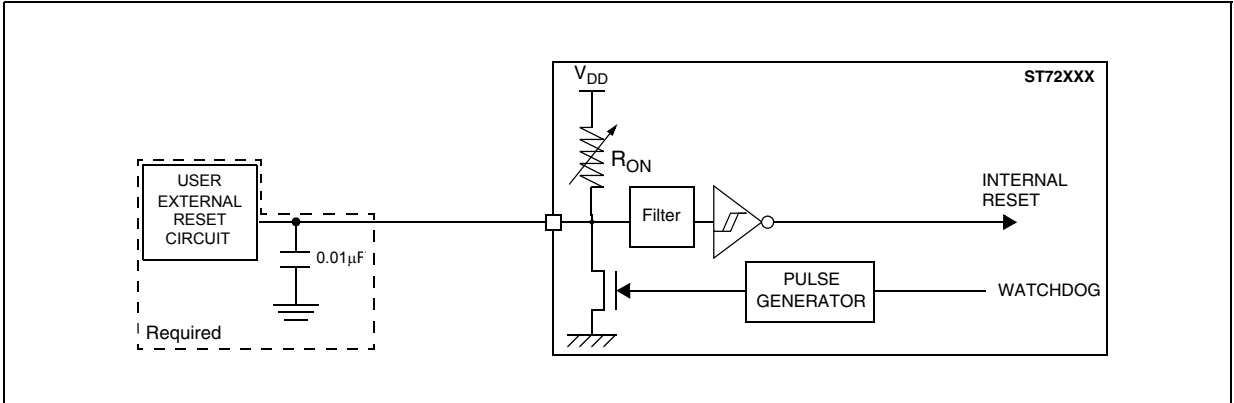 V_DD
ST72XXX
R_ON
USER
EXTERNAL
RESET
CIRCUIT
0.01μF
Required
Filter
INTERNAL
RESET
PULSE
GENERATOR
WATCHDOG